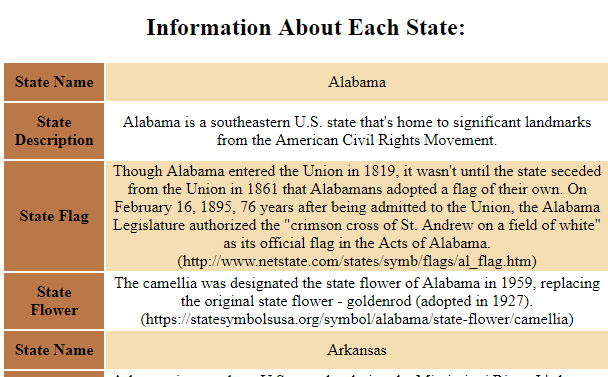 Information About Each State:
State Name
Alabama
State
Description
Alabama is a southeastern U.S. state that's home to significant landmarks
from the American Civil Rights Movement.
State Flag
Though Alabama entered the Union in 1819, it wasn't until the state seceded
from the Union in 1861 that Alabamans adopted a flag of their own. On
February 16, 1895, 76 years after being admitted to the Union, the Alabama
Legislature authorized the "crimson cross of St. Andrew on a field of white"
as its official flag in the Acts of Alabama.
(http://www.netstate.com/states/symb/flags/al_flag.htm)
State
Flower
The camellia was designated the state flower of Alabama in 1959, replacing
the original state flower - goldenrod (adopted in 1927).
(https://statesymbolsusa.org/symbol/alabama/state-flower/camellia)
State Name
Arkansas